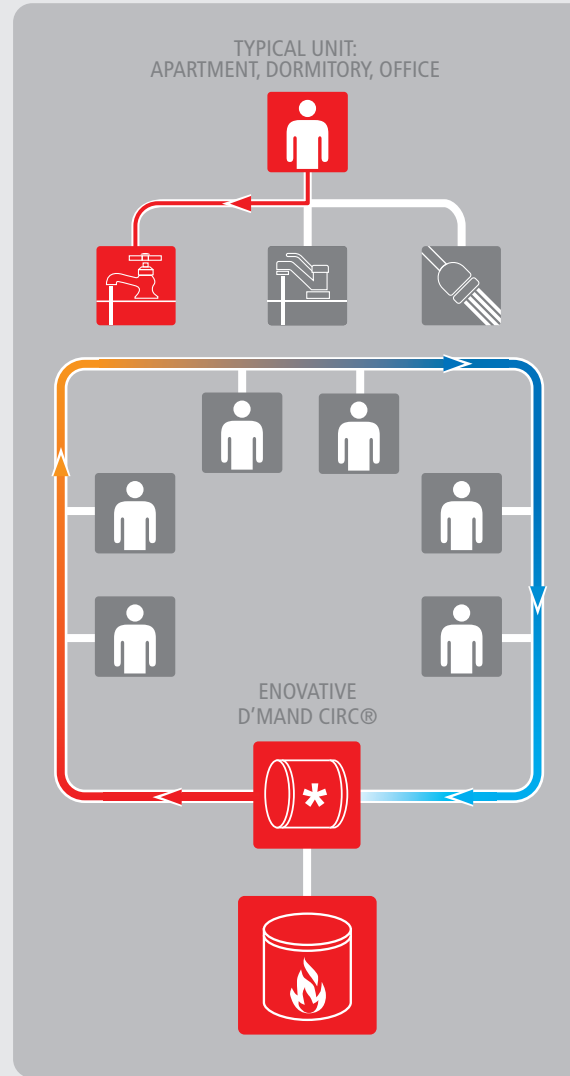 TYPICAL UNIT:
APARTMENT, DORMITORY, OFFICE
ENOVATIVE
D’MAND CIRC®
*